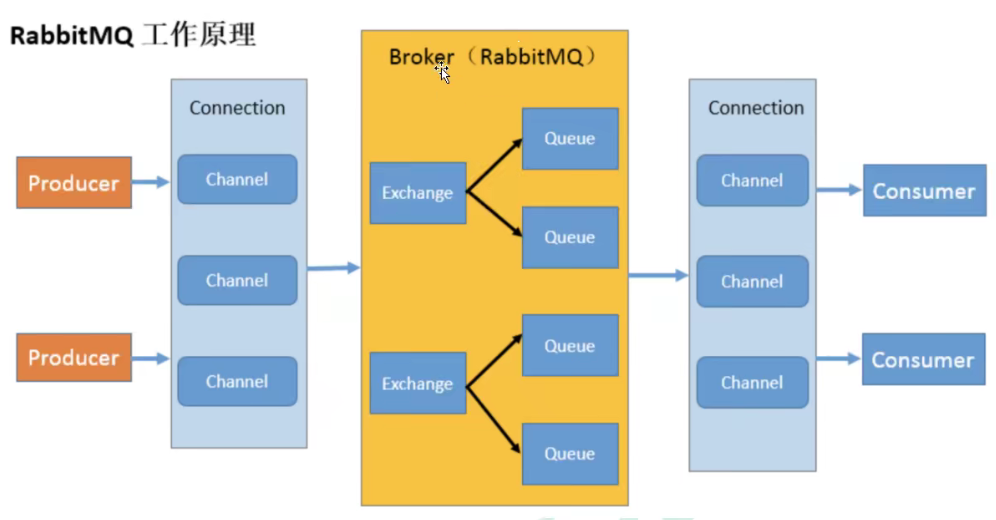 RabbitMQ 工作原理
Broker（RabbitMQ）
Connection
Connection
Producer
Channel
Exchange
Queue
Queue
Channel
Consumer
Channel
Channel
Producer
Channel
Exchange
Queue
Queue
Channel
Consumer